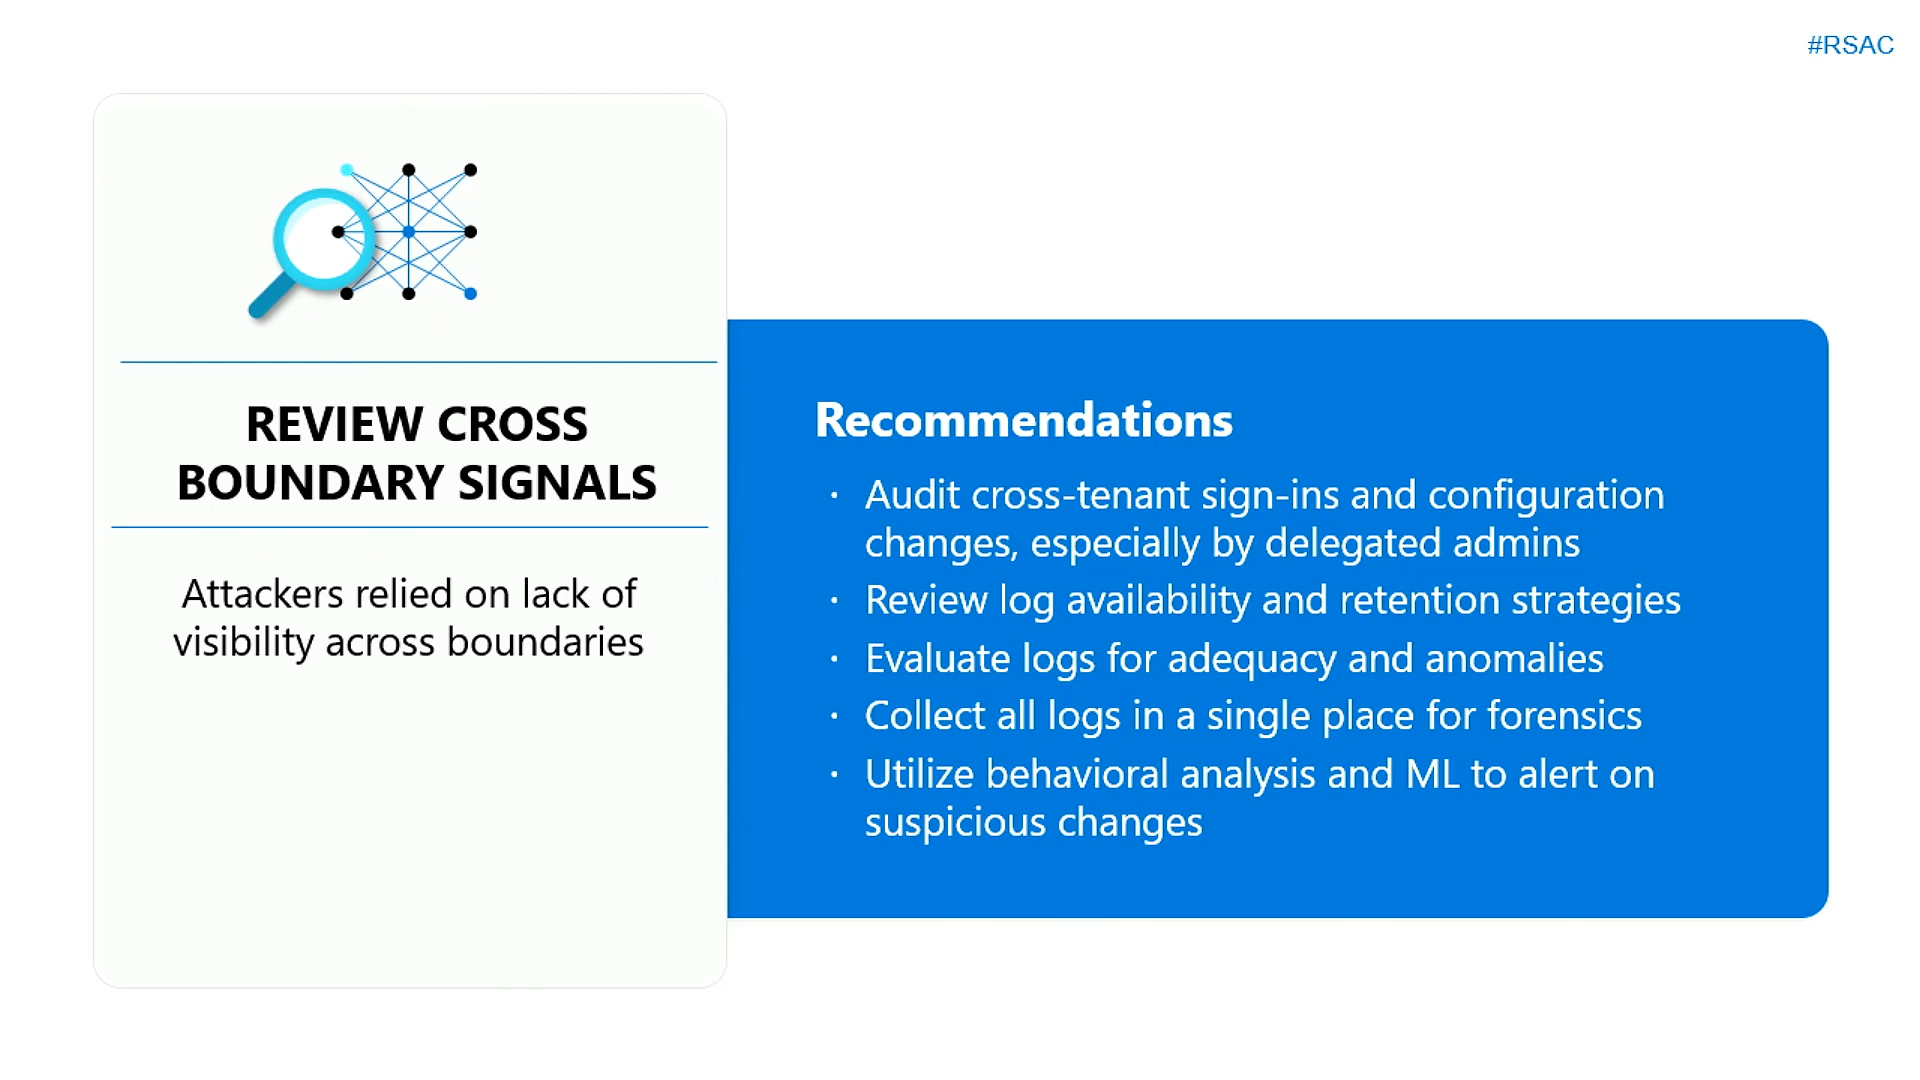 #RSAC
REVIEW CROSS
BOUNDARY SIGNALS
Attackers relied on lack of
visibility across boundaries
Recommendations
· Audit cross-tenant sign-ins and configuration
changes, especially by delegated admins
· Review log availability and retention strategies
· Evaluate logs for adequacy and anomalies
· Collect all logs in a single place for forensics
· Utilize behavioral analysis and ML to alert on
suspicious changes